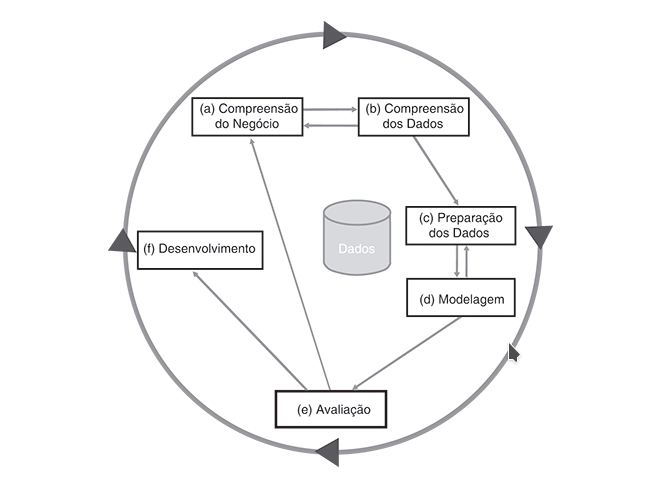 (a) Compreensão
do Negócio
(b) Compreensão
dos Dados
(c) Preparação
dos Dados
Dados
(f) Desenvolvimento
(d) Modelagem
(e) Avaliação